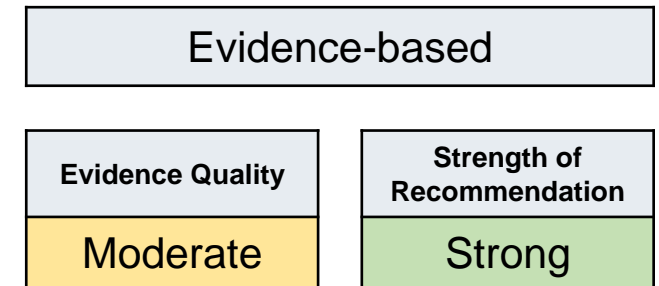 Evidence-based
Evidence Quality
Strength of
Recommendation
Moderate
Strong